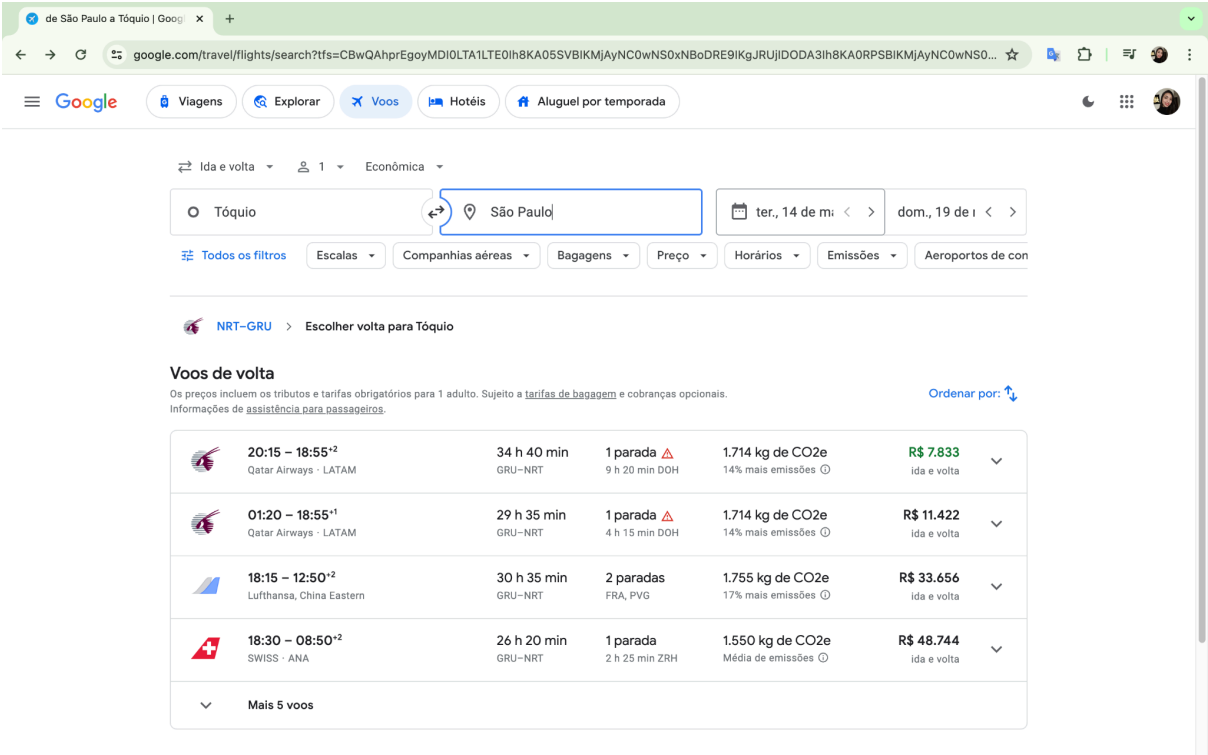 de São Paulo a Tóquio | Goog
google.com/travel/flights/search?tfs=CBwQAhprEgoyMDI0LTA1LTE0Ih8KA05SVBIKMjAyNC0wNS0xNBoDRE9IKgJRUjIDODA3Ih8KA0RPSBIKMjAyNC0wNS0...
Google Viagens Explorar Voos Hotéis Aluguel por temporada
Ida e volta 1 Econômica
Tóquio São Paulo ter., 14 de ma dom., 19 de
Todos os filtros Escalas Companhias aéreas Bagagens Preço Horários Emissões Aeroportos de con
NRT–GRU > Escolher volta para Tóquio
Voos de volta
Os preços incluem os tributos e tarifas obrigatórios para 1 adulto. Sujeito a tarifas de bagagem e cobranças opcionais.
Informações de assistência para passageiros.
Ordenar por:
20:15 – 18:55+2 34 h 40 min 1 parada 1.714 kg de CO2e R$ 7.833
Qatar Airways · LATAM GRU–NRT 9 h 20 min DOH 14% mais emissões ida e volta
01:20 – 18:55+1 29 h 35 min 1 parada 1.714 kg de CO2e R$ 11.422
Qatar Airways · LATAM GRU–NRT 4 h 15 min DOH 14% mais emissões ida e volta
18:15 – 12:50+2 30 h 35 min 2 paradas 1.755 kg de CO2e R$ 33.656
Lufthansa, China Eastern GRU–NRT FRA, PVG 17% mais emissões ida e volta
18:30 – 08:50+2 26 h 20 min 1 parada 1.550 kg de CO2e R$ 48.744
SWISS · ANA GRU–NRT 2 h 25 min ZRH Média de emissões ida e volta
Mais 5 voos